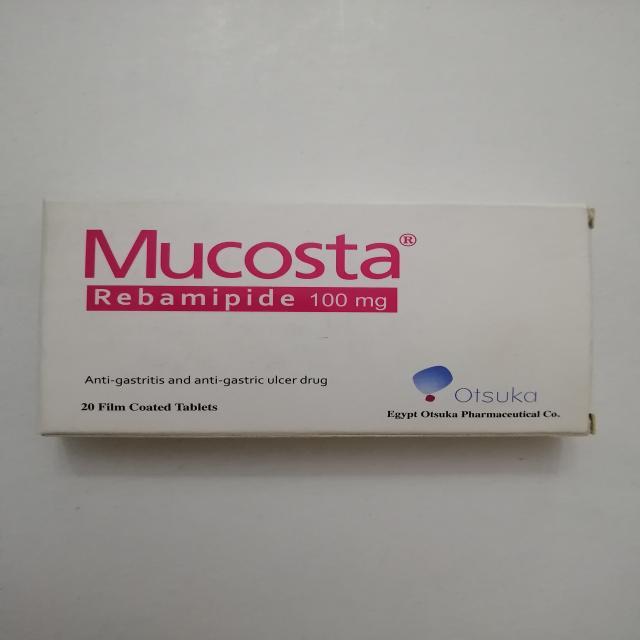 Mucosta®
Rebamipide 100 mg
Anti-gastritis and anti-gastric ulcer drug
20 Film Coated Tablets
Otsuka
Egypt Otsuka Pharmaceutical Co.